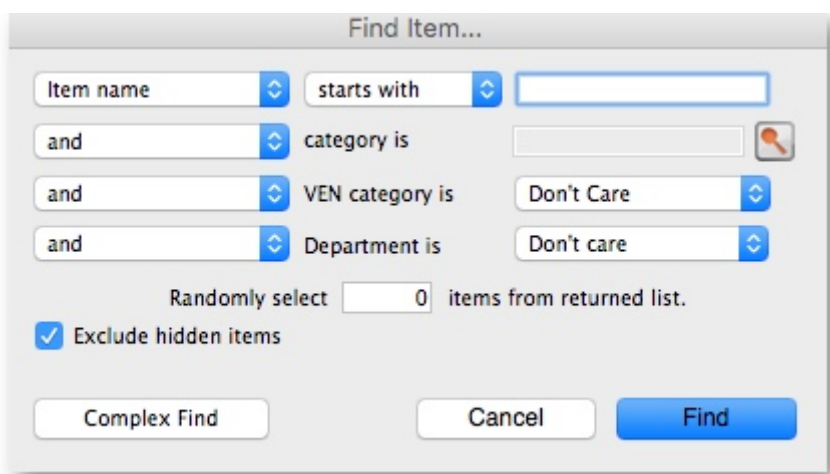 Find Item...
Item name starts with
and category is
and VEN category is Don't Care
and Department is Don't care
Randomly select 0 items from returned list.
Exclude hidden items
Complex Find Cancel Find